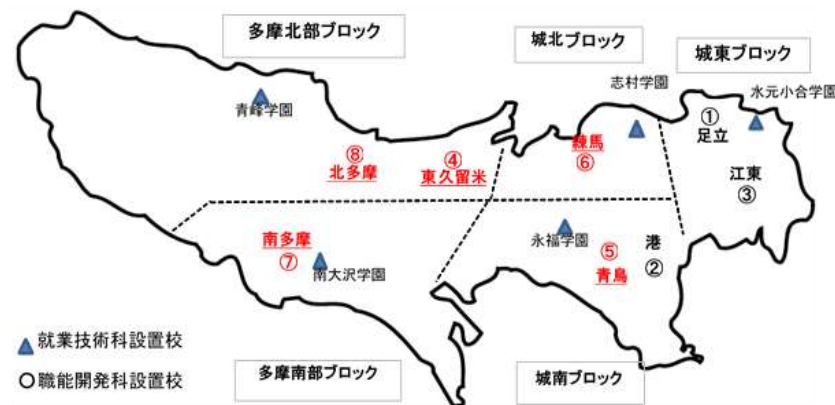 多摩北部ブロック
城北ブロック
城東ブロック
志村学園
水元小合学園
青峰学園
①
足立
⑧
北多摩
④
東久留米
練馬
⑥
江東
③
南多摩
⑦
南大沢学園
永福学園
⑤
青鳥
港
②
▲就業技術科設置校
○職能開発科設置校
多摩南部ブロック
城南ブロック